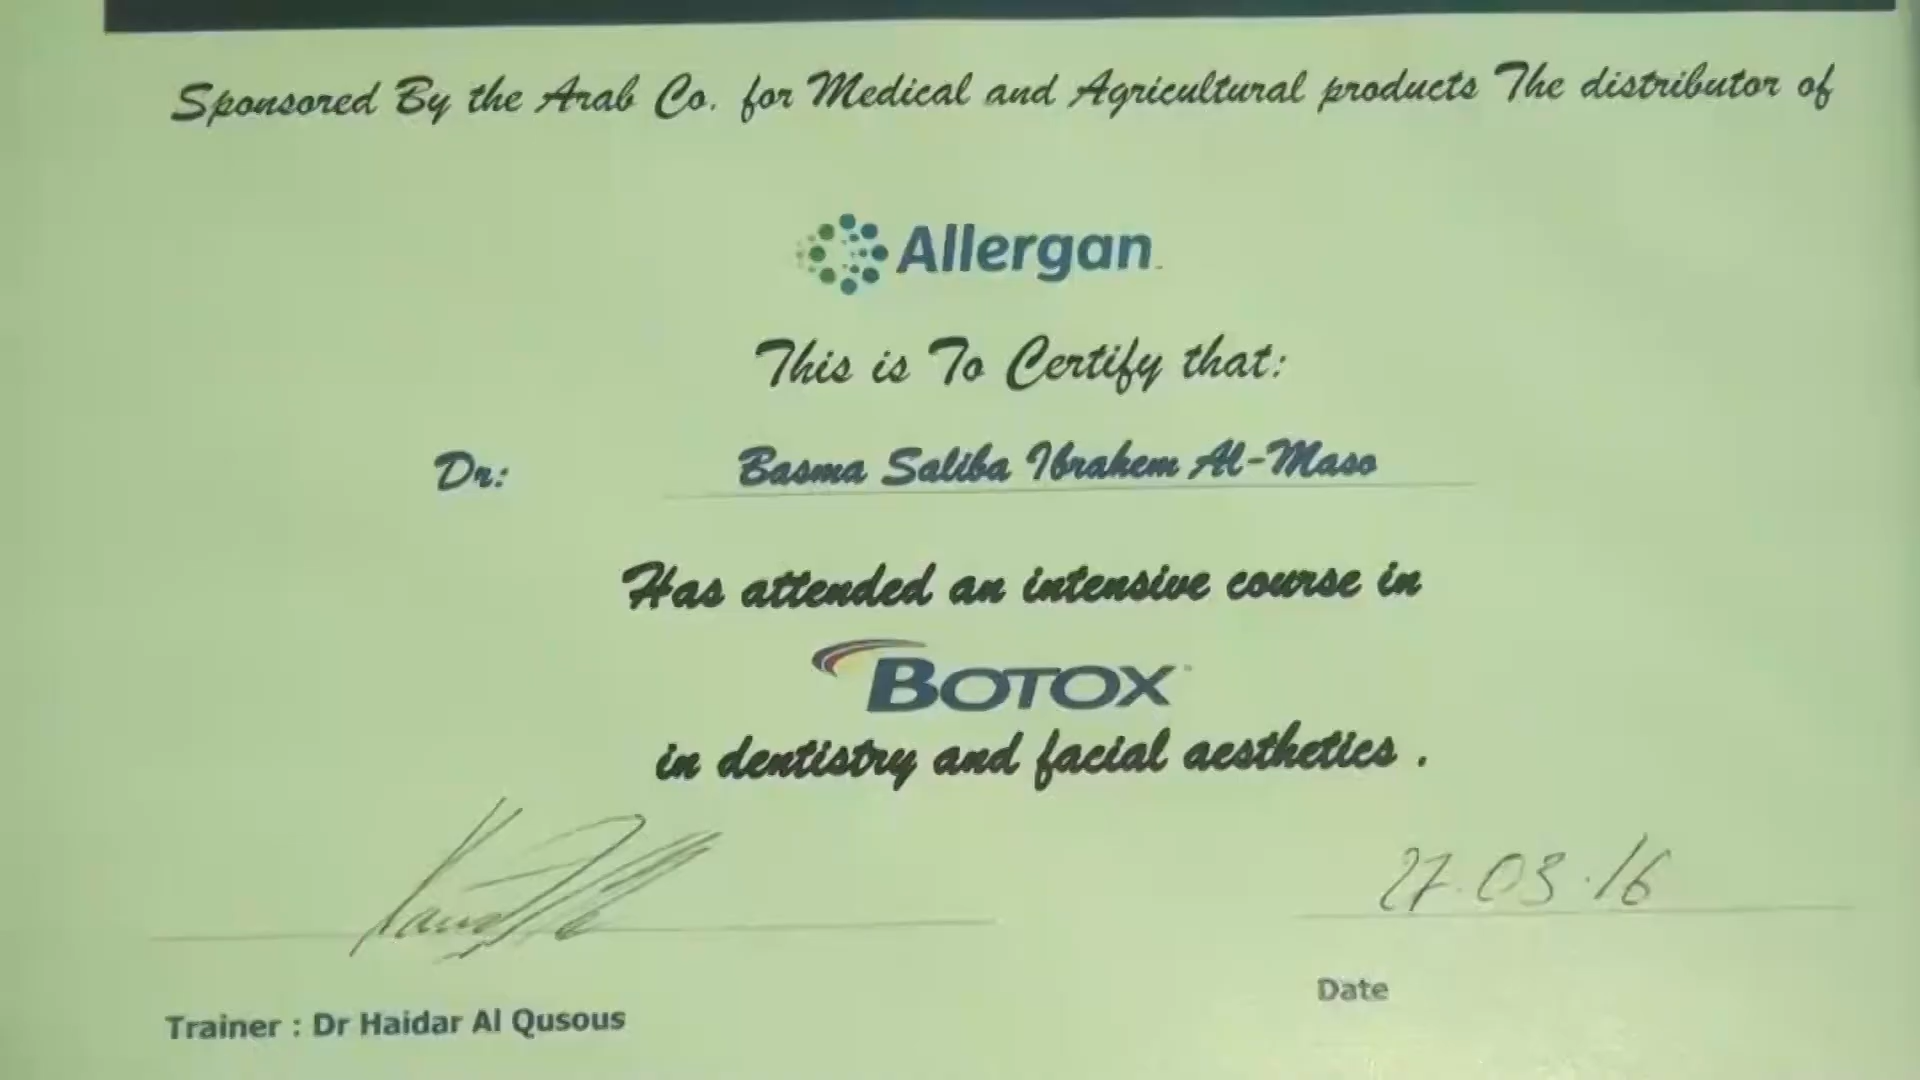 Sponsored By the Arab Co. for Medical and Agricultural products The distributor of
Allergan
This is To Certify that:
Dr: Basma Saliba Ibrahem Al-Maso
Has attended an intensive course in
BOTOX
in dentistry and facial aesthetics .
27.03.16
Date
Trainer : Dr Haidar Al Qusous